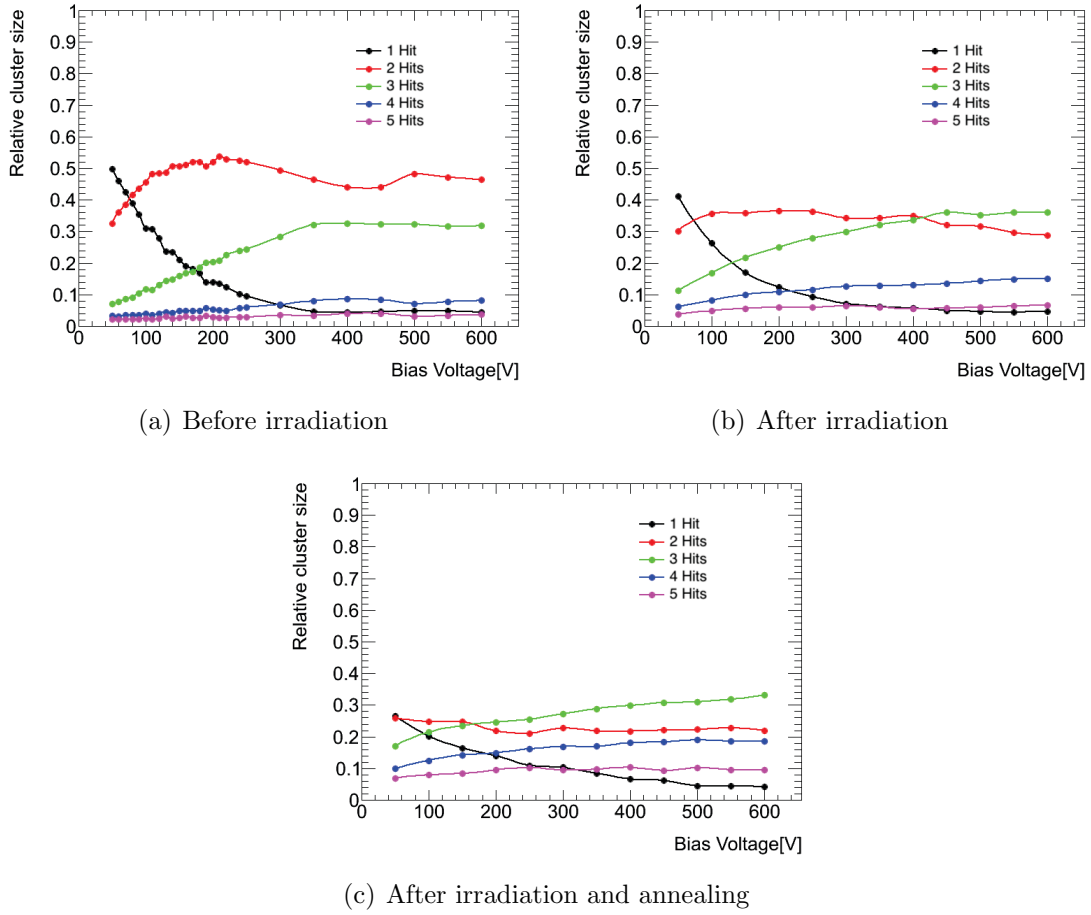 Relative cluster size
1
0.9
0.8
0.7
0.6
0.5
0.4
0.3
0.2
0.1
0
1 Hit
2 Hits
3 Hits
4 Hits
5 Hits
0 100 200 300 400 500 600
Bias Voltage[V]
(a) Before irradiation
Relative cluster size
1
0.9
0.8
0.7
0.6
0.5
0.4
0.3
0.2
0.1
0
1 Hit
2 Hits
3 Hits
4 Hits
5 Hits
0 100 200 300 400 500 600
Bias Voltage[V]
(b) After irradiation
Relative cluster size
1
0.9
0.8
0.7
0.6
0.5
0.4
0.3
0.2
0.1
0
1 Hit
2 Hits
3 Hits
4 Hits
5 Hits
0 100 200 300 400 500 600
Bias Voltage[V]
(c) After irradiation and annealing